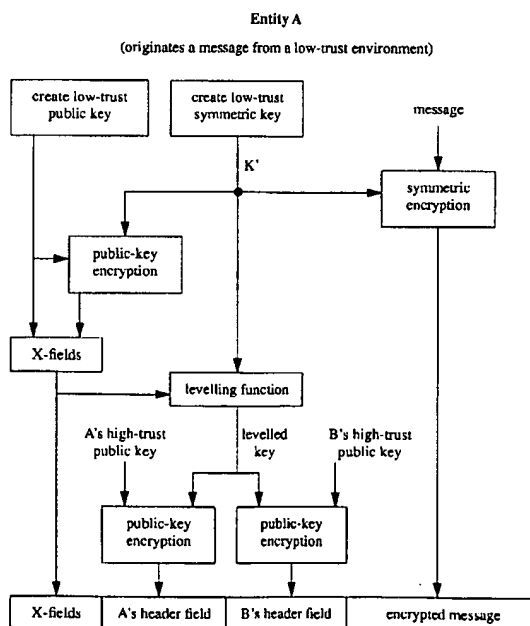 Entity A
(originates a message from a low-trust environment)
create low-trust
public key
create low-trust
symmetric key
message
K'
symmetric
encryption
public-key
encryption
X-fields
levelling function
A's high-trust
public key
levelled
key
B's high-trust
public key
public-key
encryption
public-key
encryption
X-fields
A's header field
B's header field
encrypted message